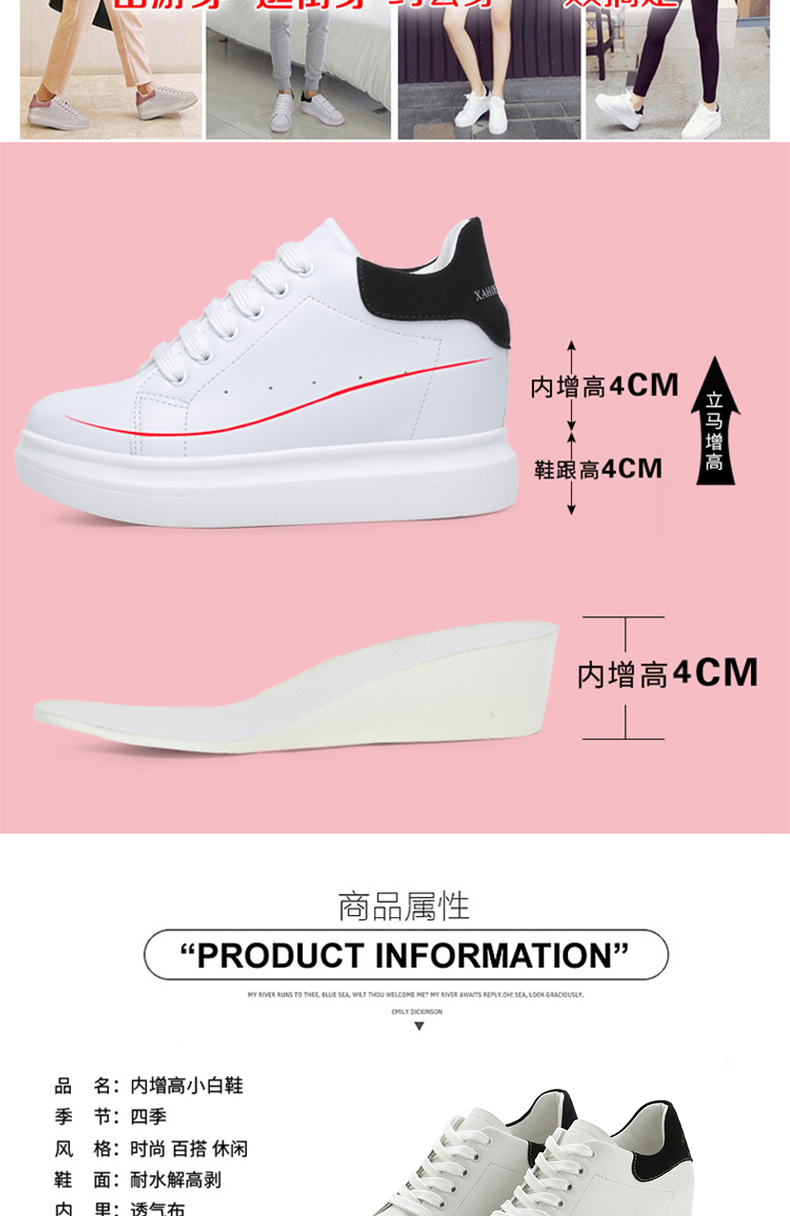 XAHDE
内增高4CM
鞋跟高4CM
立马增高
内增高4CM
商品属性
“PRODUCT INFORMATION”
MY RIVER RUNS TO THEE. BLUE SEA, WILT THOU WELCOME ME? MY RIVER AWAITS REPLY.OH! SEA, LOOK GRACIOUSLY.
EMILY DICKINSON
品 名：内增高小白鞋
季 节：四季
风 格：时尚 百搭 休闲
鞋 面：耐水解高剥
内 里：透气布